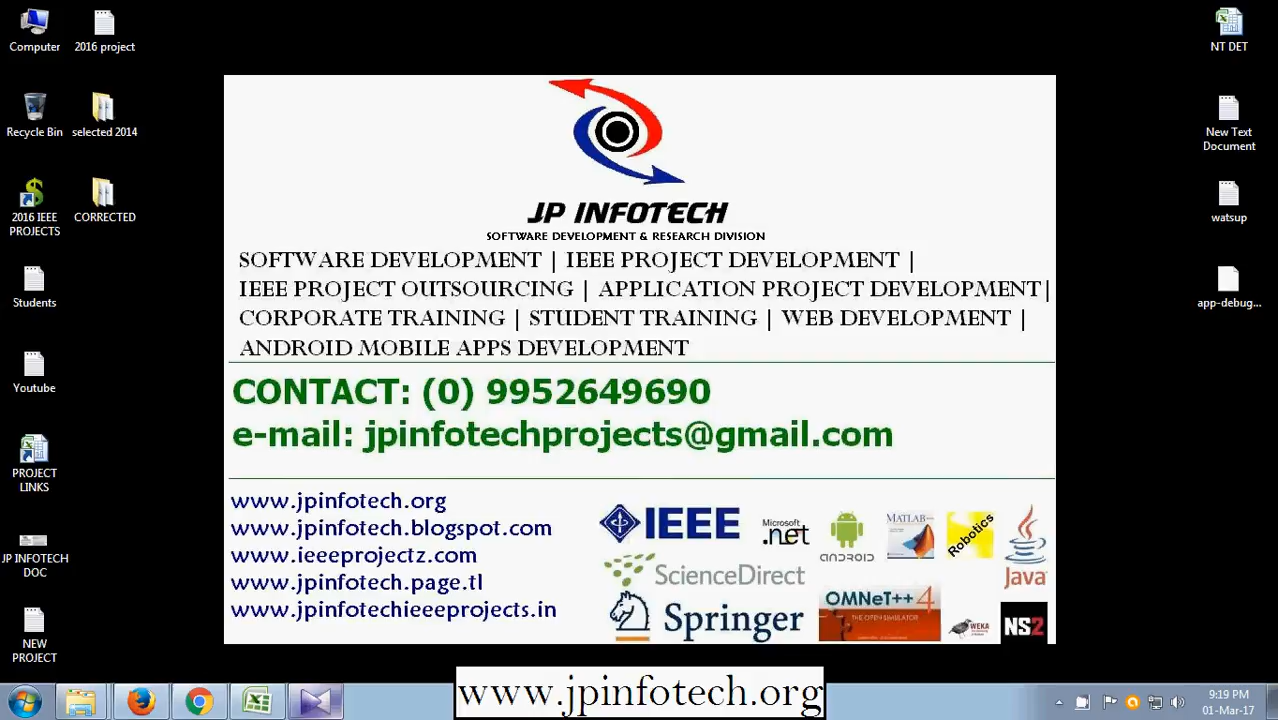 Computer
2016 project
Recycle Bin
selected 2014
2016 IEEE
PROJECTS
CORRECTED
Students
Youtube
PROJECT
LINKS
JP INFOTECH
DOC
NEW
PROJECT
JP INFOTECH
SOFTWARE DEVELOPMENT & RESEARCH DIVISION
SOFTWARE DEVELOPMENT | IEEE PROJECT DEVELOPMENT |
IEEE PROJECT OUTSOURCING | APPLICATION PROJECT DEVELOPMENT|
CORPORATE TRAINING | STUDENT TRAINING | WEB DEVELOPMENT |
ANDROID MOBILE APPS DEVELOPMENT
CONTACT: (0) 9952649690
e-mail: jpinfotechprojects@gmail.com
www.jpinfotech.org
www.jpinfotech.blogspot.com
www.ieeeprojectz.com
www.jpinfotech.page.tl
www.jpinfotechieeeprojects.in
IEEE
Microsoft
.net
ANDROID
MATLAB
Robotics
Java
ScienceDirect
Springer
OMNeT++ 4
THE OPEN SIMULATOR
WEKA
NS2
NT DET
New Text
Document
watsup
app-debug...
www.jpinfotech.org
9:19 PM
01-Mar-17